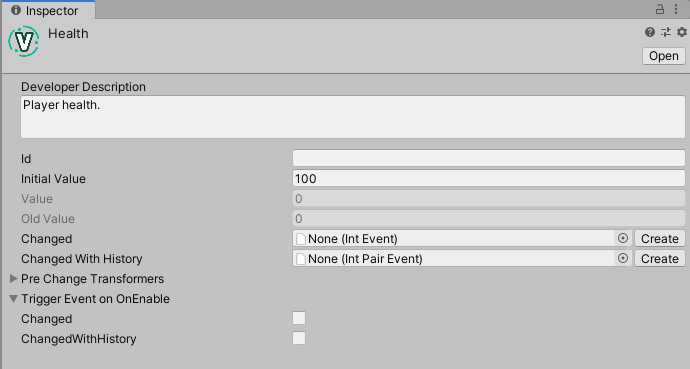 Inspector
Health
Open
Developer Description
Player health.
Id
Initial Value 100
Value 0
Old Value 0
Changed None (Int Event) Create
Changed With History None (Int Pair Event) Create
Pre Change Transformers
Trigger Event on OnEnable
Changed
ChangedWithHistory